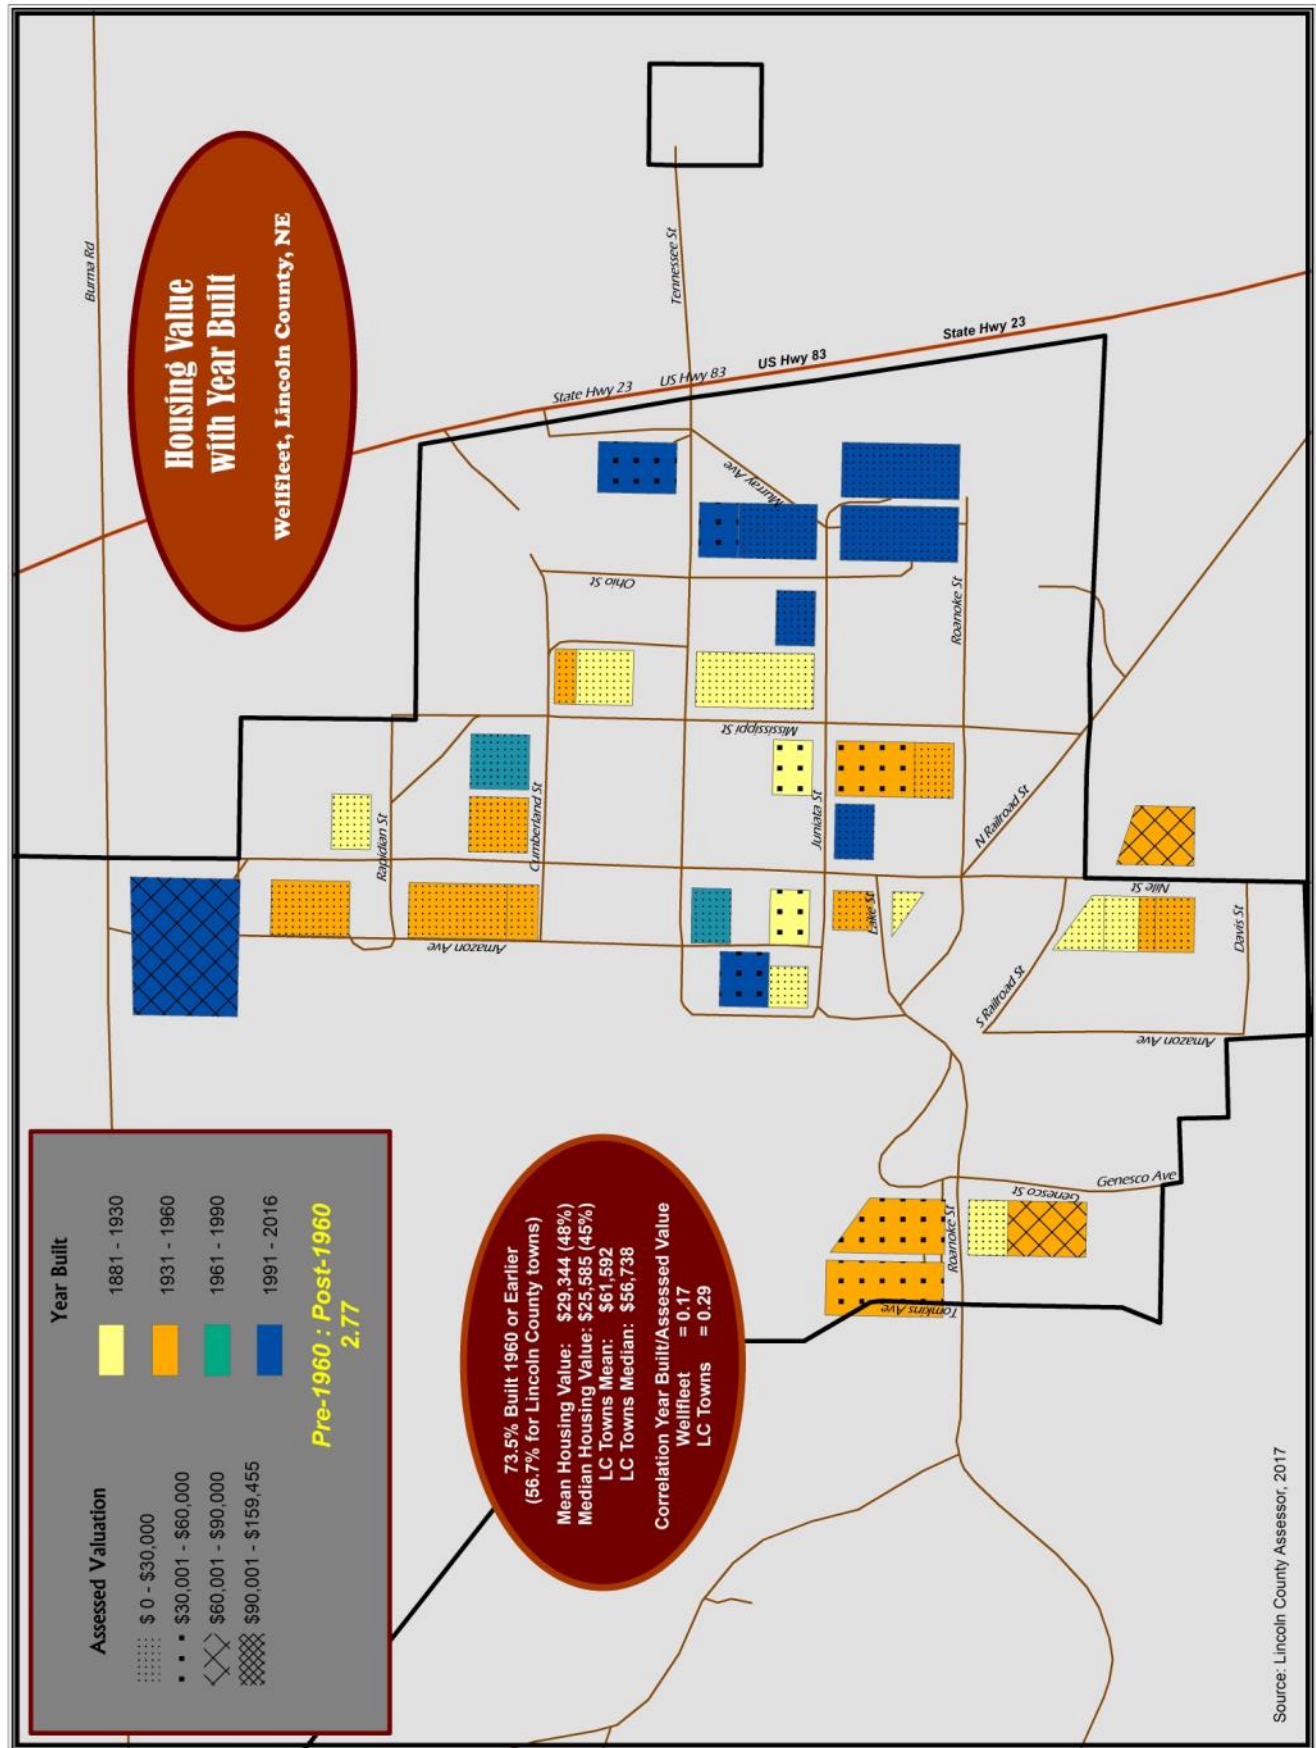 Housing Value
with Year Built
Wellfleet, Lincoln County, NE
Burma Rd
Tennessee St
State Hwy 23
US Hwy 83
US Hwy 83
State Hwy 23
Murray Ave
Ohio St
Roanoke St
Mississippi St
Rapidian St
Cumberland St
Juniata St
N Railroad St
Amazon Ave
Lake St
Nile St
S Railroad St
Davis St
Amazon Ave
Genesco Ave
Genesco St
Roanoke St
Tomkins Ave
Assessed Valuation
$ 0 - $30,000
$30,001 - $60,000
$60,001 - $90,000
$90,001 - $159,455
Year Built
1881 - 1930
1931 - 1960
1961 - 1990
1991 - 2016
Pre-1960 : Post-1960
2.77
73.5% Built 1960 or Earlier
(56.7% for Lincoln County towns)
Mean Housing Value: $29,344 (48%)
Median Housing Value: $25,585 (45%)
LC Towns Mean: $61,592
LC Towns Median: $56,738
Correlation Year Built/Assessed Value
Wellfleet = 0.17
LC Towns = 0.29
Source: Lincoln County Assessor, 2017